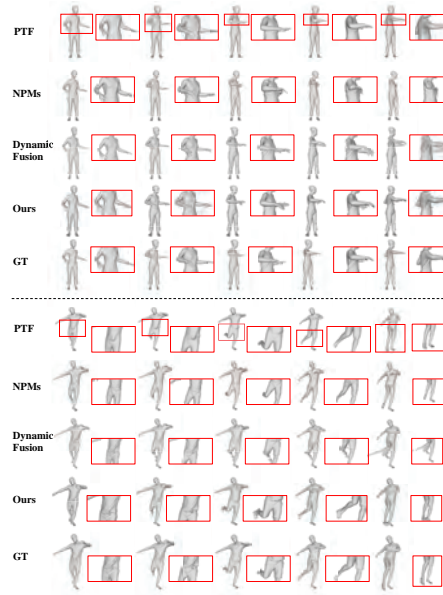 PTF
NPMs
Dynamic
Fusion
Ours
GT
PTF
NPMs
Dynamic
Fusion
Ours
GT